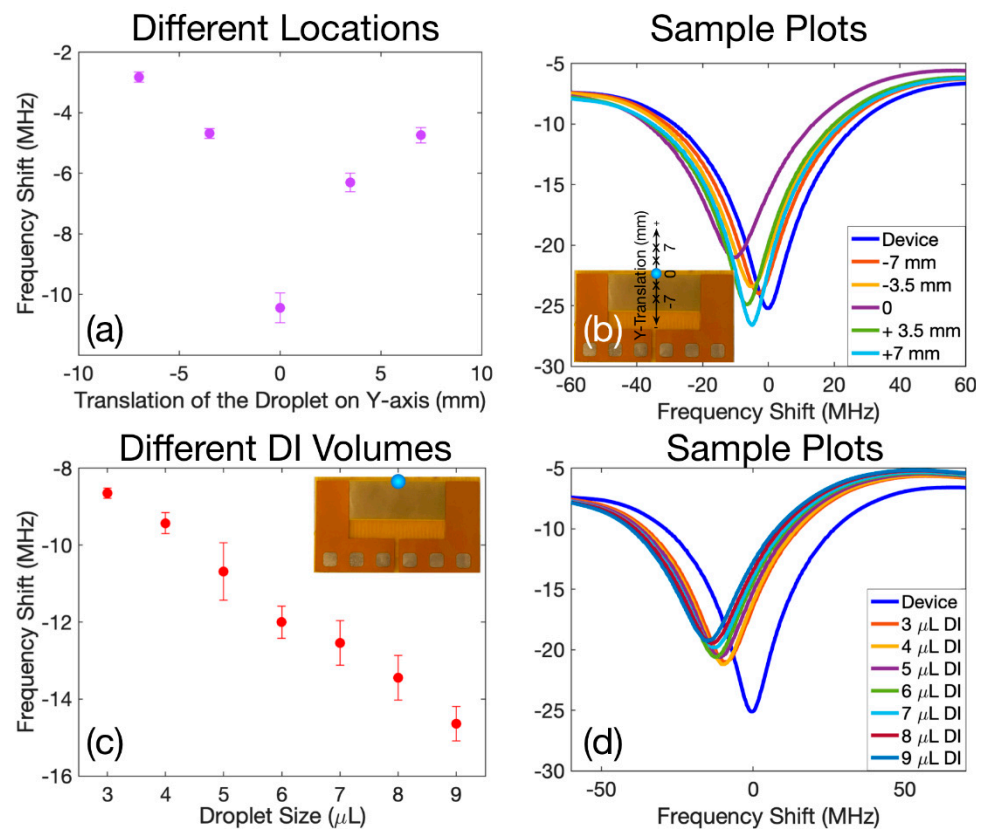 Different Locations
-2
-4
-6
-8
-10
Frequency Shift (MHz)
(a)
-10
-5
0
5
10
Translation of the Droplet on Y-axis (mm)
Sample Plots
-5
-10
-15
-20
-25
-30
Y-Translation (mm)
+
7
0
-7
-
(b)
Device
-7 mm
-3.5 mm
0
+ 3.5 mm
+7 mm
-60
-40
-20
0
20
40
60
Frequency Shift (MHz)
Different DI Volumes
-8
-10
-12
-14
-16
Frequency Shift (MHz)
(c)
3
4
5
6
7
8
9
Droplet Size (μL)
Sample Plots
-5
-10
-15
-20
-25
-30
(d)
Device
3 μL DI
4 μL DI
5 μL DI
6 μL DI
7 μL DI
8 μL DI
9 μL DI
-50
0
50
Frequency Shift (MHz)